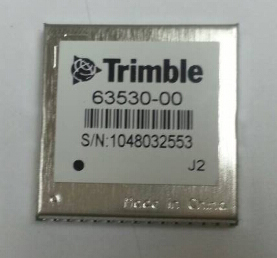 Trimble
63530-00
S/N:1048032553
J2
Made in China